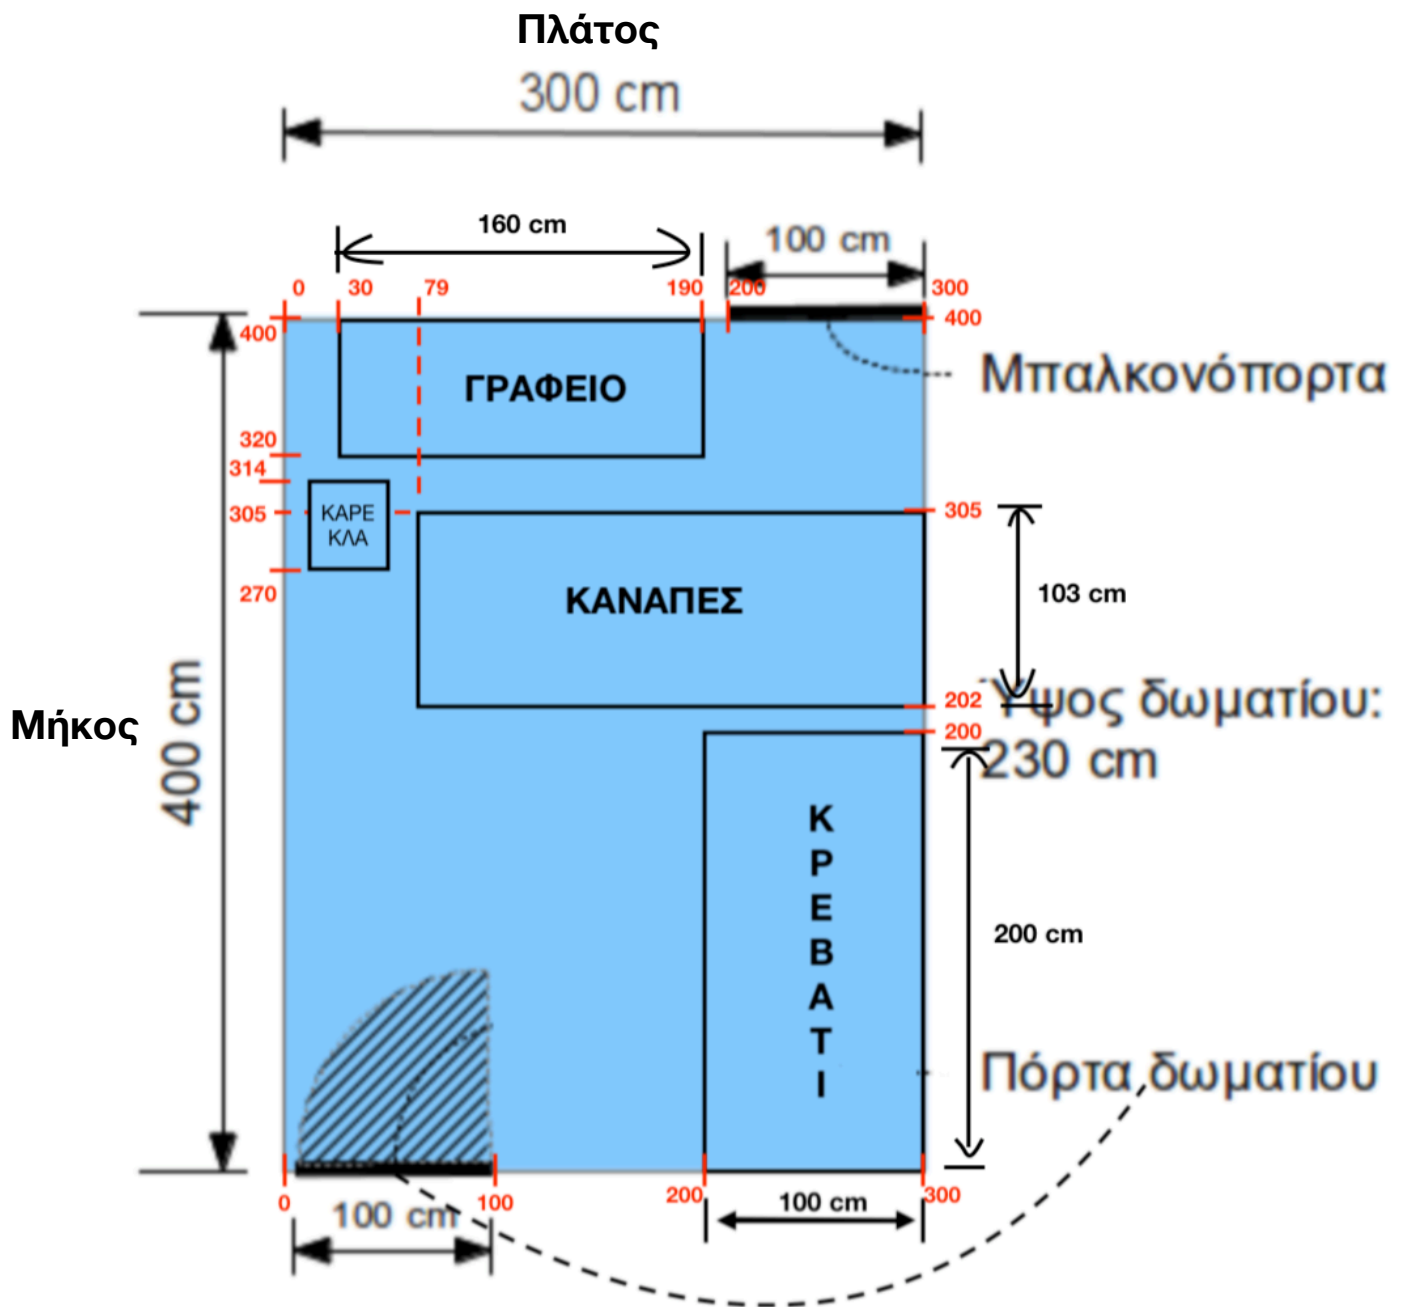 Πλάτος
300 cm
160 cm
100 cm
0 30 79 190 200 300
400 400
ΓΡΑΦΕΙΟ
Μπαλκονόπορτα
320
314
305 305
ΚΑΡΕ
ΚΛΑ
270
ΚΑΝΑΠΕΣ
103 cm
Μήκος
400 cm
202
200
Ύψος δωματίου:
230 cm
Κ
Ρ
Ε
Β
Α
Τ
Ι
200 cm
Πόρτα δωματίου
0 100 200 300
100 cm 100 cm